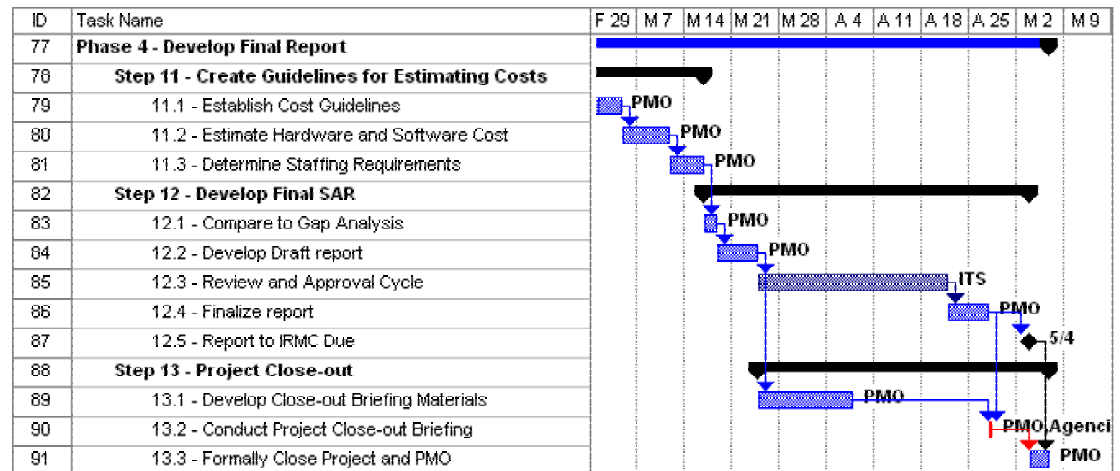 ID Task Name F 29 M 7 M 14 M 21 M 28 A 4 A 11 A 18 A 25 M 2 M 9
77 Phase 4 - Develop Final Report
78 Step 11 - Create Guidelines for Estimating Costs
79 11.1 - Establish Cost Guidelines PMO
80 11.2 - Estimate Hardware and Software Cost PMO
81 11.3 - Determine Staffing Requirements PMO
82 Step 12 - Develop Final SAR
83 12.1 - Compare to Gap Analysis PMO
84 12.2 - Develop Draft report PMO
85 12.3 - Review and Approval Cycle ITS
86 12.4 - Finalize report PMO
87 12.5 - Report to IRMC Due 5/4
88 Step 13 - Project Close-out
89 13.1 - Develop Close-out Briefing Materials PMO
90 13.2 - Conduct Project Close-out Briefing PMO,Agenci
91 13.3 - Formally Close Project and PMO PMO